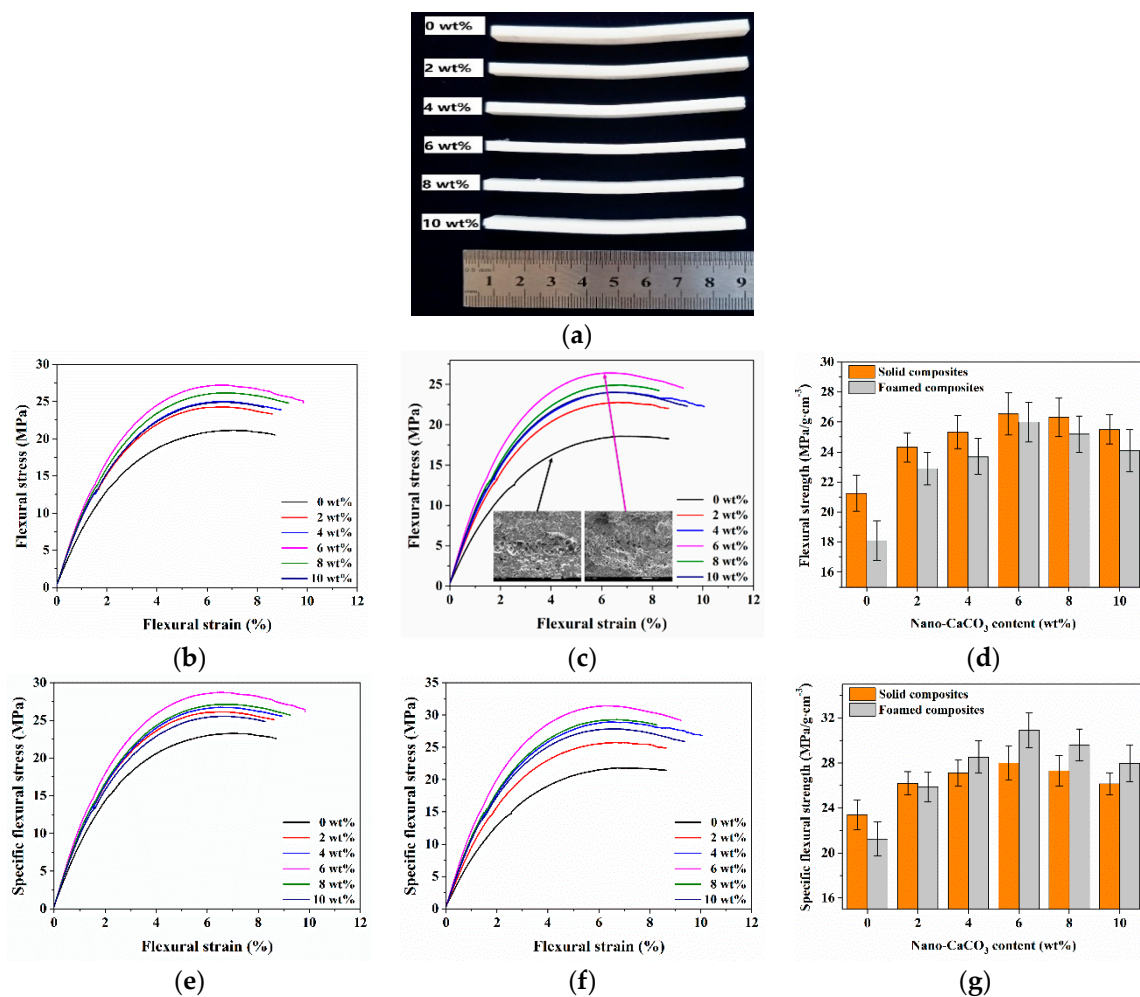 0 wt%
2 wt%
4 wt%
6 wt%
8 wt%
10 wt%
1 2 3 4 5 6 7 8 9
(a)
Flexural stress (MPa)
30
25
20
15
10
5
0
0 2 4 6 8 10 12
Flexural strain (%)
0 wt%
2 wt%
4 wt%
6 wt%
8 wt%
10 wt%
(b)
Flexural stress (MPa)
25
20
15
10
5
0
0 2 4 6 8 10 12
Flexural strain (%)
0 wt%
2 wt%
4 wt%
6 wt%
8 wt%
10 wt%
(c)
Flexural strength (MPa/g·cm⁻³)
30
28
26
24
22
20
18
16
0 2 4 6 8 10
Nano-CaCO₃ content (wt%)
Solid composites
Foamed composites
(d)
Specific flexural stress (MPa)
30
25
20
15
10
5
0
0 2 4 6 8 10 12
Flexural strain (%)
0 wt%
2 wt%
4 wt%
6 wt%
8 wt%
10 wt%
(e)
Specific flexural stress (MPa)
35
30
25
20
15
10
5
0
0 2 4 6 8 10 12
Flexural strain (%)
0 wt%
2 wt%
4 wt%
6 wt%
8 wt%
10 wt%
(f)
Specific flexural strength (MPa/g·cm⁻³)
32
28
24
20
16
0 2 4 6 8 10
Nano-CaCO₃ content (wt%)
Solid composites
Foamed composites
(g)